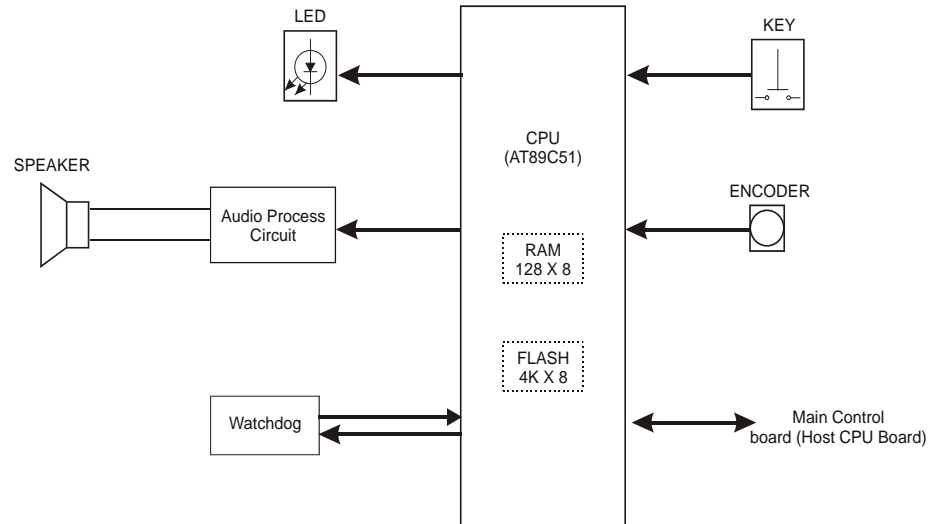 LED
KEY
CPU
(AT89C51)
SPEAKER
ENCODER
Audio Process
Circuit
RAM
128 X 8
FLASH
4K X 8
Watchdog
Main Control
board (Host CPU Board)